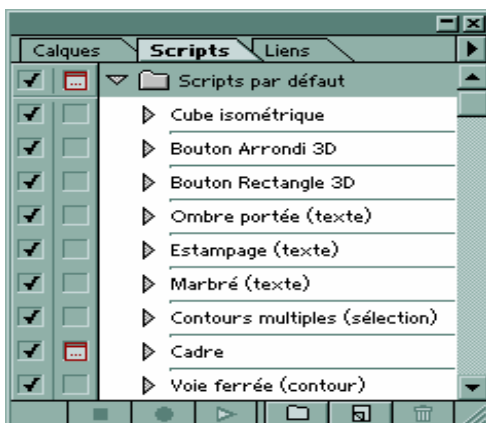 Calques Scripts Liens
Scripts par défaut
Cube isométrique
Bouton Arrondi 3D
Bouton Rectangle 3D
Ombre portée (texte)
Estampage (texte)
Marbré (texte)
Contours multiples (sélection)
Cadre
Voie ferrée (contour)